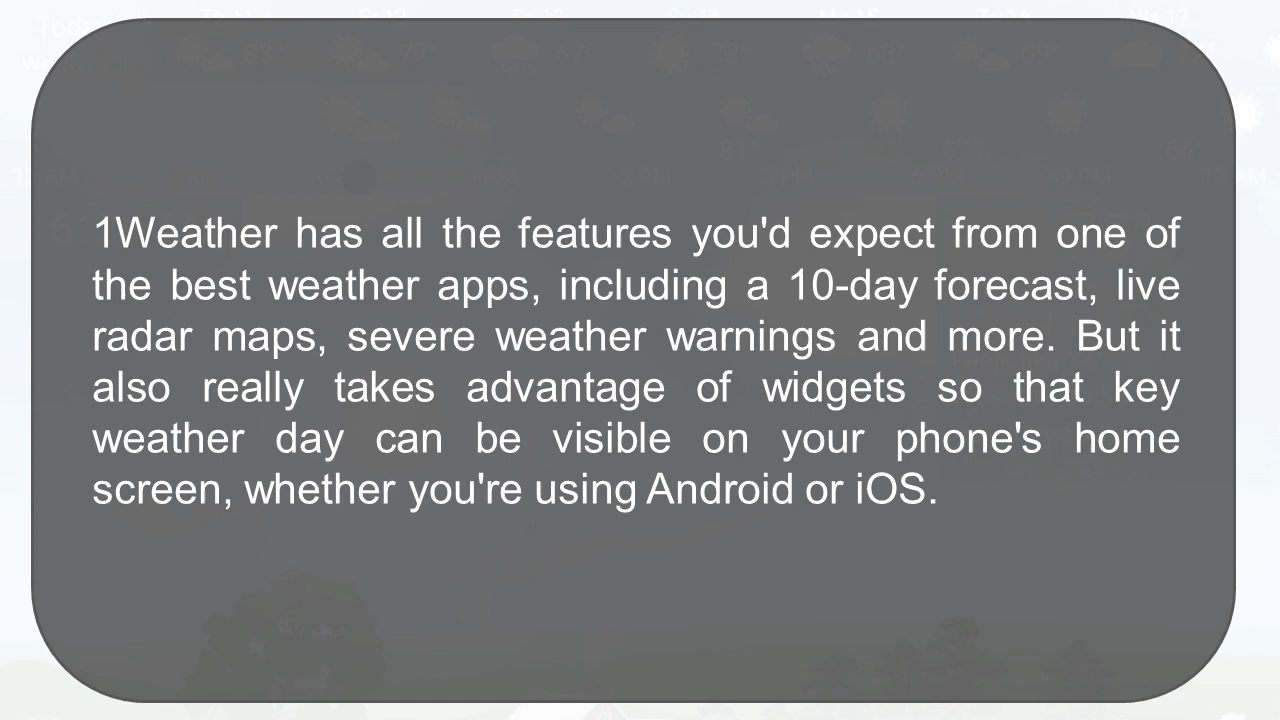 1Weather has all the features you'd expect from one of
the best weather apps, including a 10-day forecast, live
radar maps, severe weather warnings and more. But it
also really takes advantage of widgets so that key
weather day can be visible on your phone's home
screen, whether you're using Android or iOS.